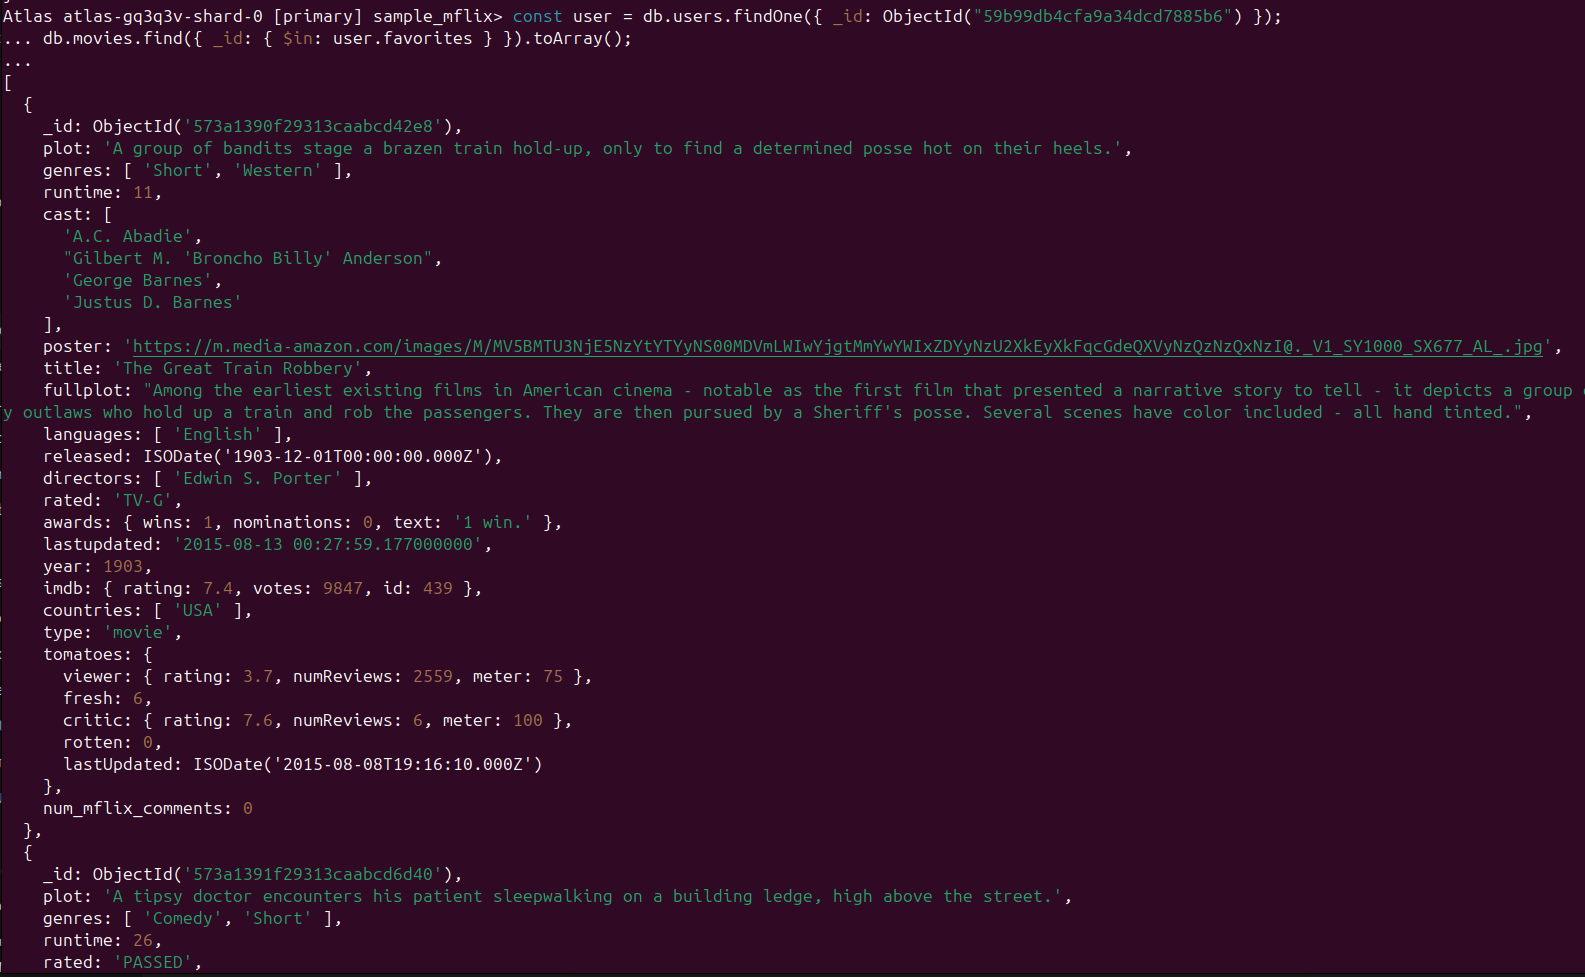 Atlas atlas-gq3q3v-shard-0 [primary] sample_mflix> const user = db.users.findOne({ _id: ObjectId("59b99db4cfa9a34dcd7885b6") });
... db.movies.find({ _id: { $in: user.favorites } }).toArray();
...
[
  {
    _id: ObjectId('573a1390f29313caabcd42e8'),
    plot: 'A group of bandits stage a brazen train hold-up, only to find a determined posse hot on their heels.',
    genres: [ 'Short', 'Western' ],
    runtime: 11,
    cast: [
      'A.C. Abadie',
      "Gilbert M. 'Broncho Billy' Anderson",
      'George Barnes',
      'Justus D. Barnes'
    ],
    poster: 'https://m.media-amazon.com/images/M/MV5BMTU3NjE5NzYtYTYyNS00MDVmLWIwYjgtMmYwYWIxZDYyNzU2XkEyXkFqcGdeQXVyNzQzNzQxNzI@._V1_SY1000_SX677_AL_.jpg',
    title: 'The Great Train Robbery',
    fullplot: "Among the earliest existing films in American cinema - notable as the first film that presented a narrative story to tell - it depicts a group
y outlaws who hold up a train and rob the passengers. They are then pursued by a Sheriff's posse. Several scenes have color included - all hand tinted.",
    languages: [ 'English' ],
    released: ISODate('1903-12-01T00:00:00.000Z'),
    directors: [ 'Edwin S. Porter' ],
    rated: 'TV-G',
    awards: { wins: 1, nominations: 0, text: '1 win.' },
    lastupdated: '2015-08-13 00:27:59.177000000',
    year: 1903,
    imdb: { rating: 7.4, votes: 9847, id: 439 },
    countries: [ 'USA' ],
    type: 'movie',
    tomatoes: {
      viewer: { rating: 3.7, numReviews: 2559, meter: 75 },
      fresh: 6,
      critic: { rating: 7.6, numReviews: 6, meter: 100 },
      rotten: 0,
      lastUpdated: ISODate('2015-08-08T19:16:10.000Z')
    },
    num_mflix_comments: 0
  },
  {
    _id: ObjectId('573a1391f29313caabcd6d40'),
    plot: 'A tipsy doctor encounters his patient sleepwalking on a building ledge, high above the street.',
    genres: [ 'Comedy', 'Short' ],
    runtime: 26,
    rated: 'PASSED',